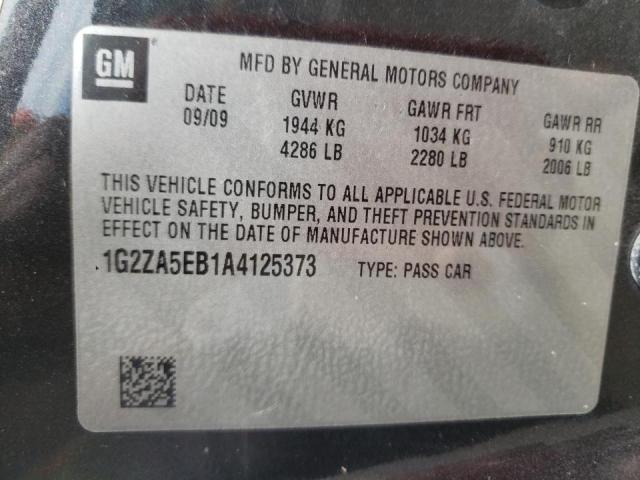 GM
MFD BY GENERAL MOTORS COMPANY
DATE GVWR GAWR FRT GAWR RR
09/09 1944 KG 1034 KG 910 KG
4286 LB 2280 LB 2006 LB
THIS VEHICLE CONFORMS TO ALL APPLICABLE U.S. FEDERAL MOTOR
VEHICLE SAFETY, BUMPER, AND THEFT PREVENTION STANDARDS IN
EFFECT ON THE DATE OF MANUFACTURE SHOWN ABOVE.
1G2ZA5EB1A4125373 TYPE: PASS CAR